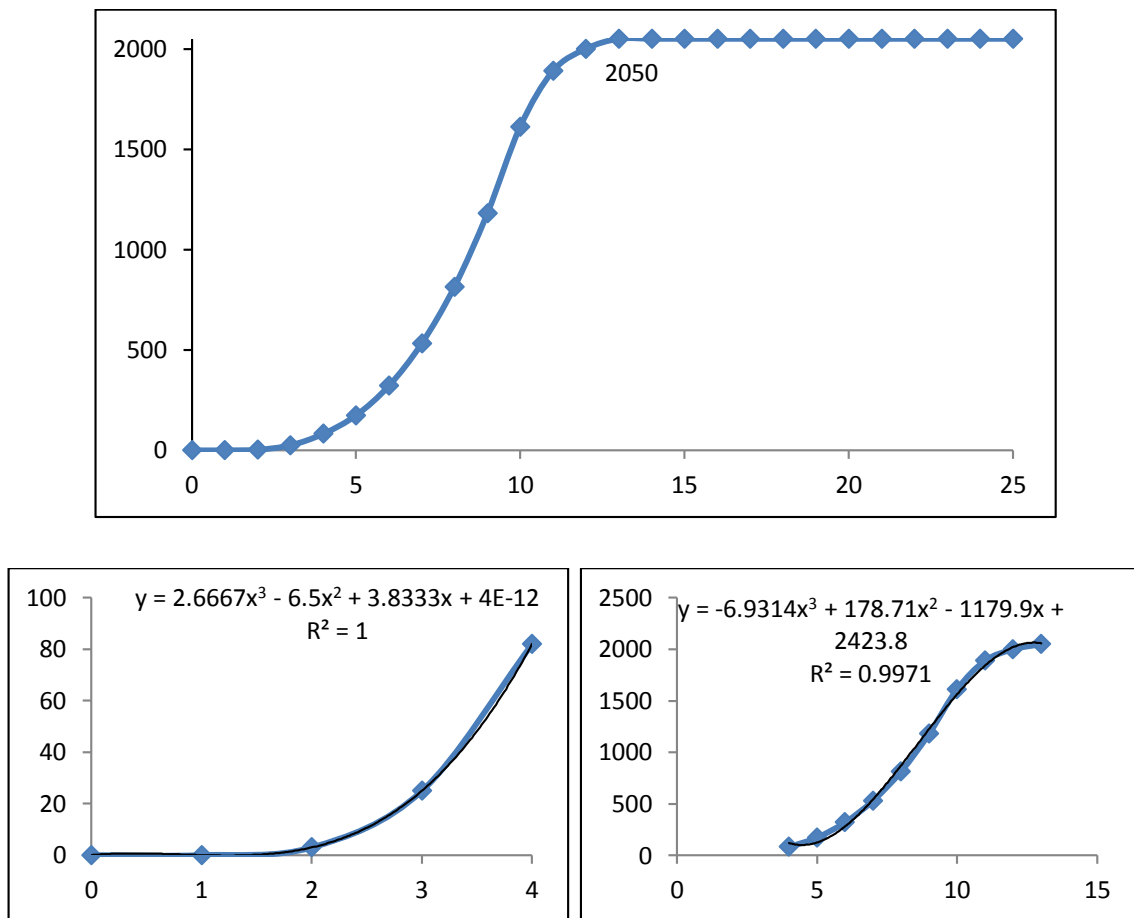 2000
1500
1000
500
0
2050
0 5 10 15 20 25
y = 2.6667x³ - 6.5x² + 3.8333x + 4E-12
R² = 1
100
80
60
40
20
0
0 1 2 3 4
y = -6.9314x³ + 178.71x² - 1179.9x +
2423.8
R² = 0.9971
2500
2000
1500
1000
500
0
0 5 10 15